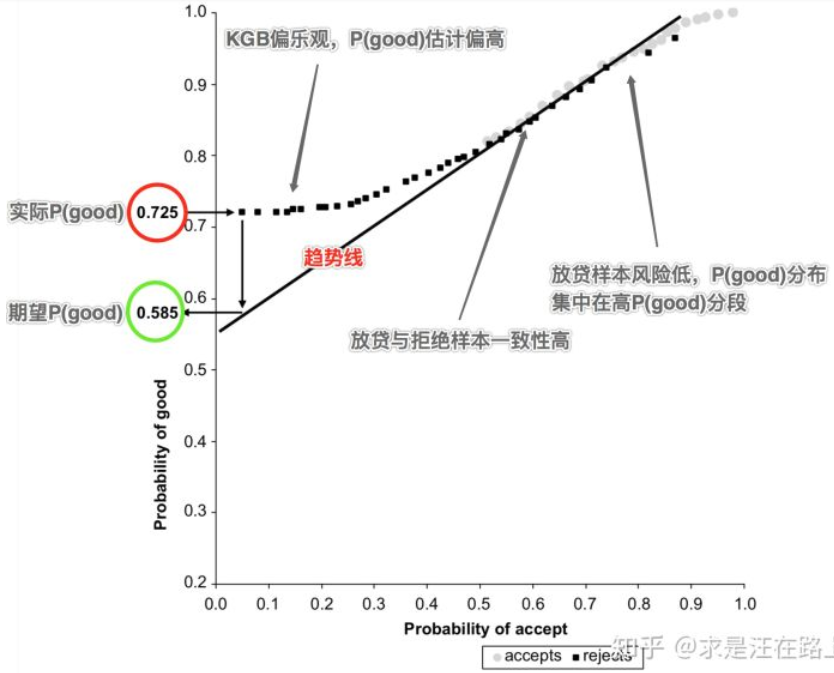 1.0
KGB偏乐观，P(good)估计偏高
0.9
0.8
实际P(good)
0.725
0.7
趋势线
放贷样本风险低，P(good)分布
集中在高P(good)分段
0.6
期望P(good)
0.585
放贷与拒绝样本一致性高
0.5
0.4
0.3
0.2
Probability of good
0.0 0.1 0.2 0.3 0.4 0.5 0.6 0.7 0.8 0.9 1.0
Probability of accept
accepts rejects
知乎 @求是汪在路上